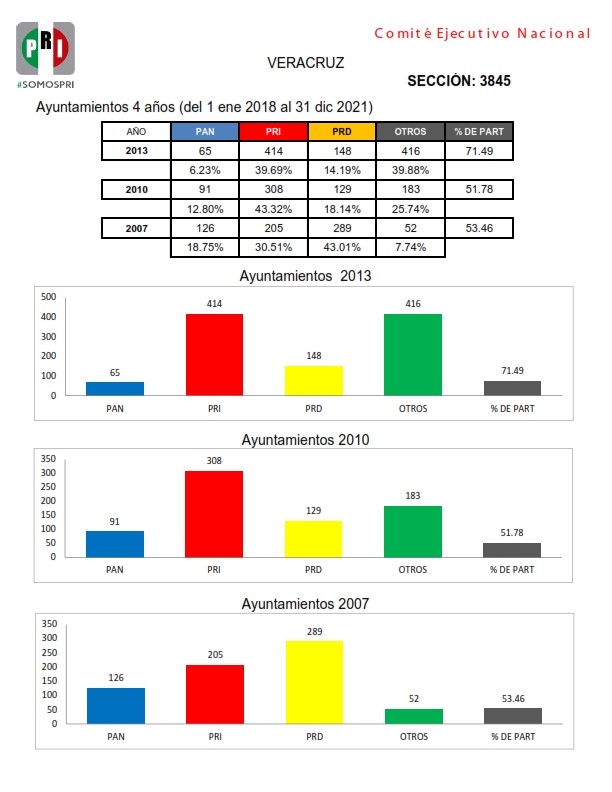 Comité Ejecutivo Nacional
PRI
#SOMOSPRI
VERACRUZ
SECCIÓN: 3845
Ayuntamientos 4 años (del 1 ene 2018 al 31 dic 2021)
AÑO PAN PRI PRD OTROS % DE PART
2013 65 414 148 416 71.49
6.23% 39.69% 14.19% 39.88%
2010 91 308 129 183 51.78
12.80% 43.32% 18.14% 25.74%
2007 126 205 289 52 53.46
18.75% 30.51% 43.01% 7.74%
Ayuntamientos 2013
500
400
300
200
100
0
65 414 148 416 71.49
PAN PRI PRD OTROS % DE PART
Ayuntamientos 2010
350
300
250
200
150
100
50
0
91 308 129 183 51.78
PAN PRI PRD OTROS % DE PART
Ayuntamientos 2007
350
300
250
200
150
100
50
0
126 205 289 52 53.46
PAN PRI PRD OTROS % DE PART